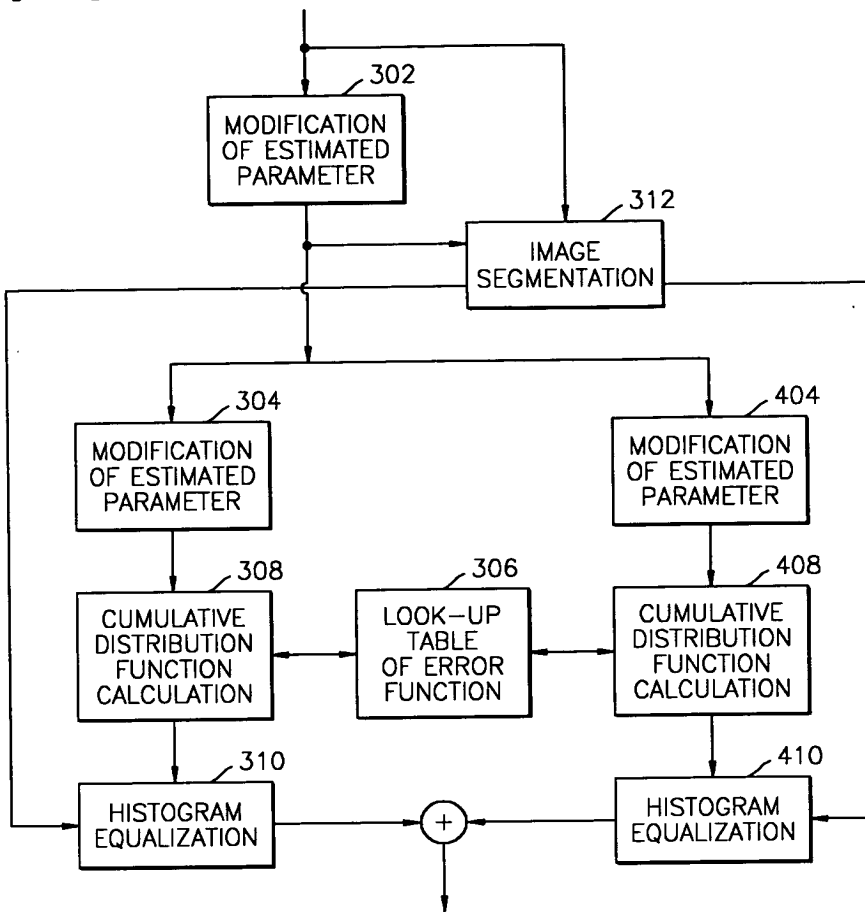 302
MODIFICATION
OF ESTIMATED
PARAMETER
312
IMAGE
SEGMENTATION
304
MODIFICATION
OF ESTIMATED
PARAMETER
404
MODIFICATION
OF ESTIMATED
PARAMETER
308
CUMULATIVE
DISTRIBUTION
FUNCTION
CALCULATION
306
LOOK-UP
TABLE
OF ERROR
FUNCTION
408
CUMULATIVE
DISTRIBUTION
FUNCTION
CALCULATION
310
HISTOGRAM
EQUALIZATION
+
410
HISTOGRAM
EQUALIZATION